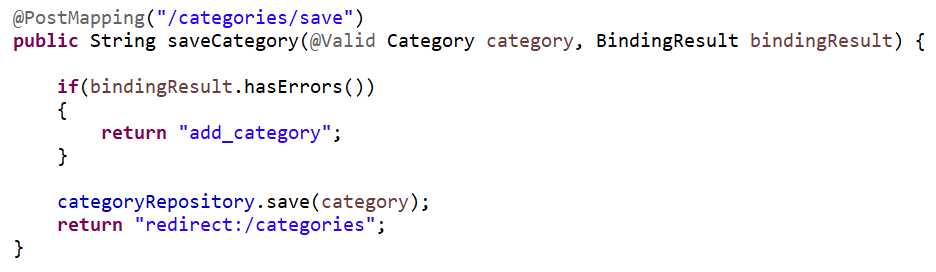 @PostMapping("/categories/save")
public String saveCategory(@Valid Category category, BindingResult bindingResult) {
if(bindingResult.hasErrors())
{
return "add_category";
}
categoryRepository.save(category);
return "redirect:/categories";
}